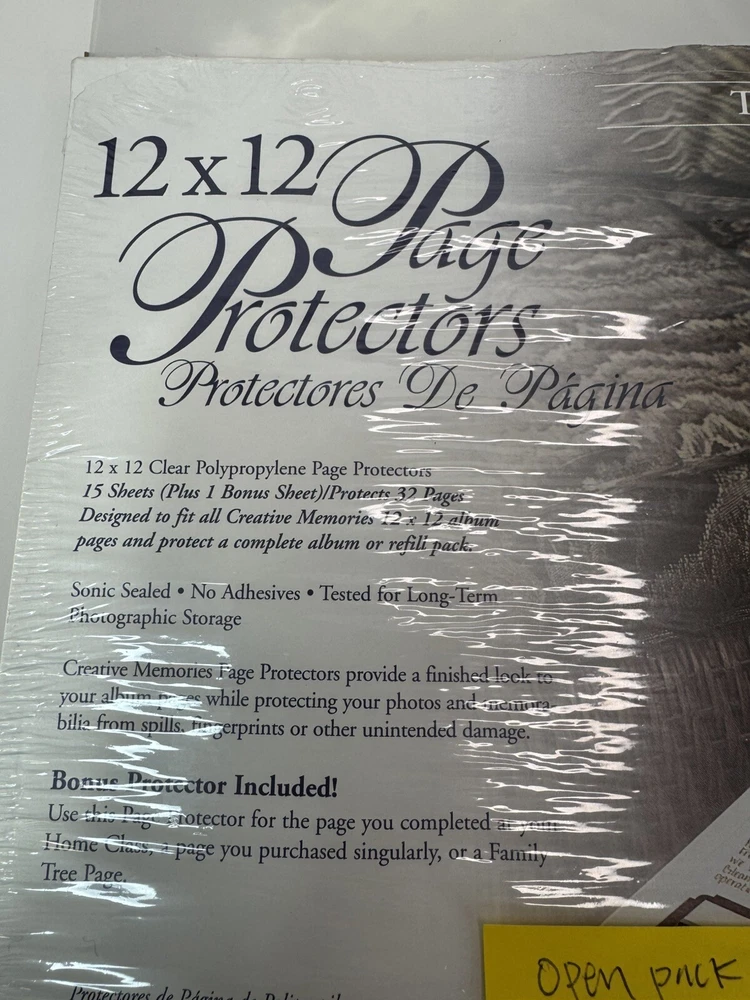 T
12 x 12 Page
Protectors
Protectores De Página
12 x 12 Clear Polypropylene Page Protectors
15 Sheets (Plus 1 Bonus Sheet)/Protects 32 Pages
Designed to fit all Creative Memories 12 x 12 album
pages and protect a complete album or refill pack.
Sonic Sealed • No Adhesives • Tested for Long-Term
Photographic Storage
Creative Memories Page Protectors provide a finished look to
your album pages while protecting your photos and memora-
bilia from spills, fingerprints or other unintended damage.
Bonus Protector Included!
Use this Page Protector for the page you completed at your
Home Class, a page you purchased singularly, or a Family
Tree Page.
Open pack
Protectores de Página de